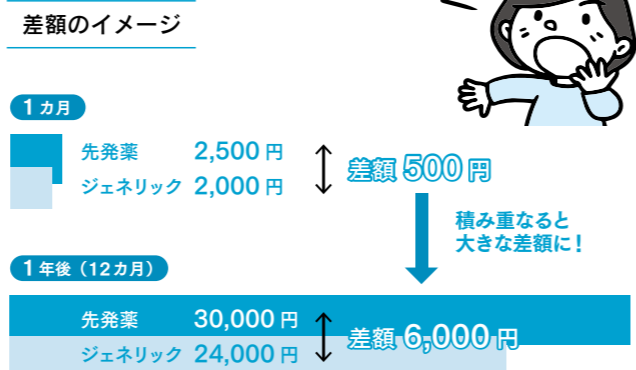 差額のイメージ
1カ月
先発薬 2,500円
ジェネリック 2,000円
差額500円
積み重なると
大きな差額に!
1年後（12カ月）
先発薬 30,000円
ジェネリック 24,000円
差額6,000円